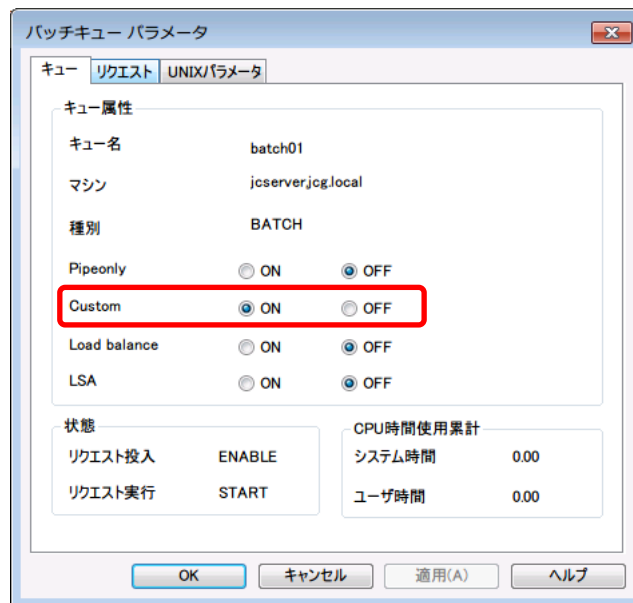 バッチキュー パラメータ
キュー リクエスト UNIXパラメータ
キュー属性
キュー名 batch01
マシン jcserver.jcg.local
種別 BATCH
Pipeonly ON OFF
Custom ON OFF
Load balance ON OFF
LSA ON OFF
状態
リクエスト投入 ENABLE
リクエスト実行 START
CPU時間使用累計
システム時間 0.00
ユーザ時間 0.00
OK キャンセル 適用(A) ヘルプ